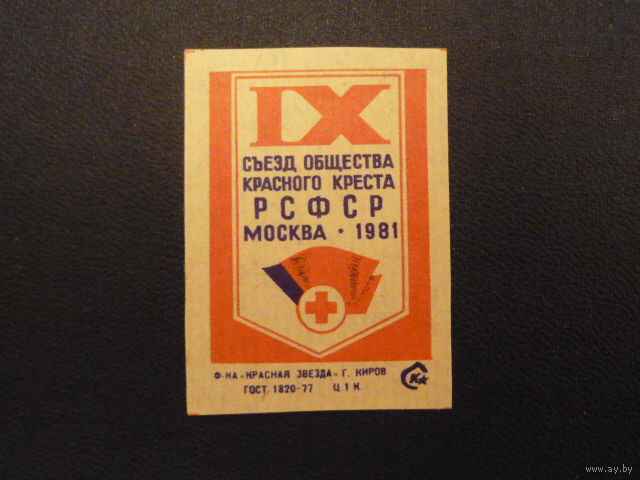 IX
СЪЕЗД ОБЩЕСТВА
КРАСНОГО КРЕСТА
РСФСР
МОСКВА · 1981
Ф-КА «КРАСНАЯ ЗВЕЗДА» Г. КИРОВ
ГОСТ 1820-77 Ц. 1 К.
www.ay.by